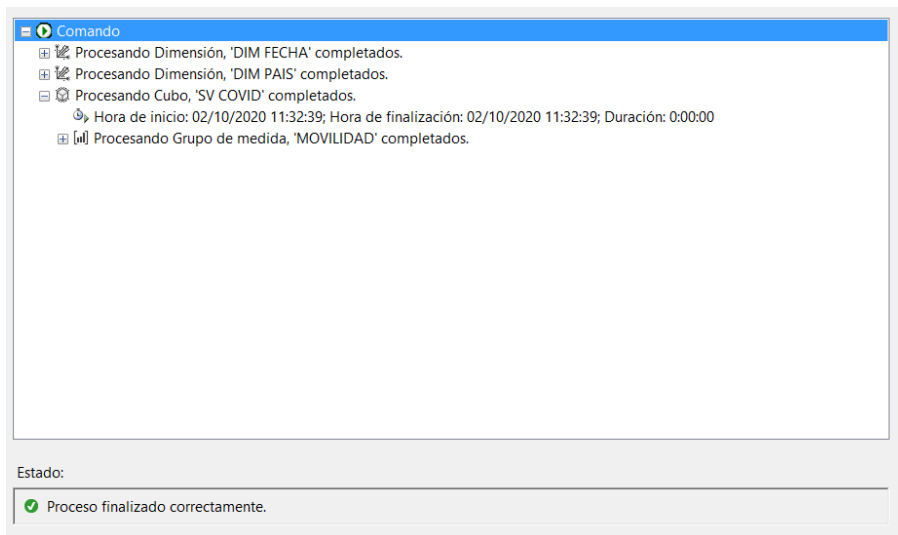 Comando
Procesando Dimensión, 'DIM FECHA' completados.
Procesando Dimensión, 'DIM PAIS' completados.
Procesando Cubo, 'SV COVID' completados.
Hora de inicio: 02/10/2020 11:32:39; Hora de finalización: 02/10/2020 11:32:39; Duración: 0:00:00
Procesando Grupo de medida, 'MOVILIDAD' completados.
Estado:
Proceso finalizado correctamente.